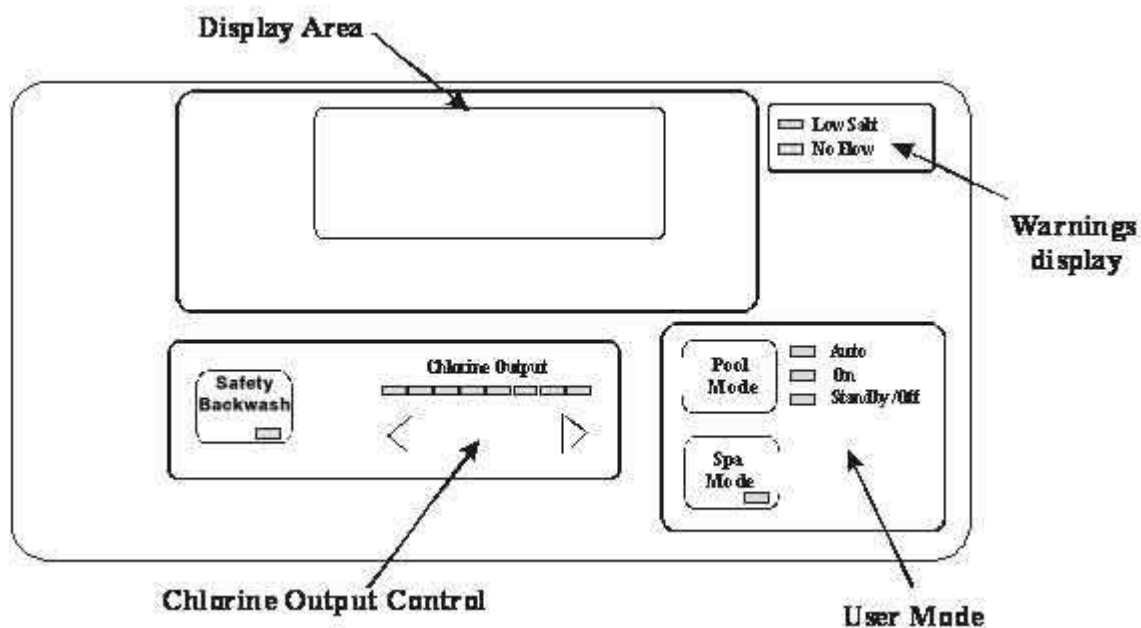 Display Area
Low Salt
No Flow
Warnings
display
Chlorine Output
Safety
Backwash
Pool
Mode
Auto
On
Standby/Off
Spa
Mode
Chlorine Output Control
User Mode